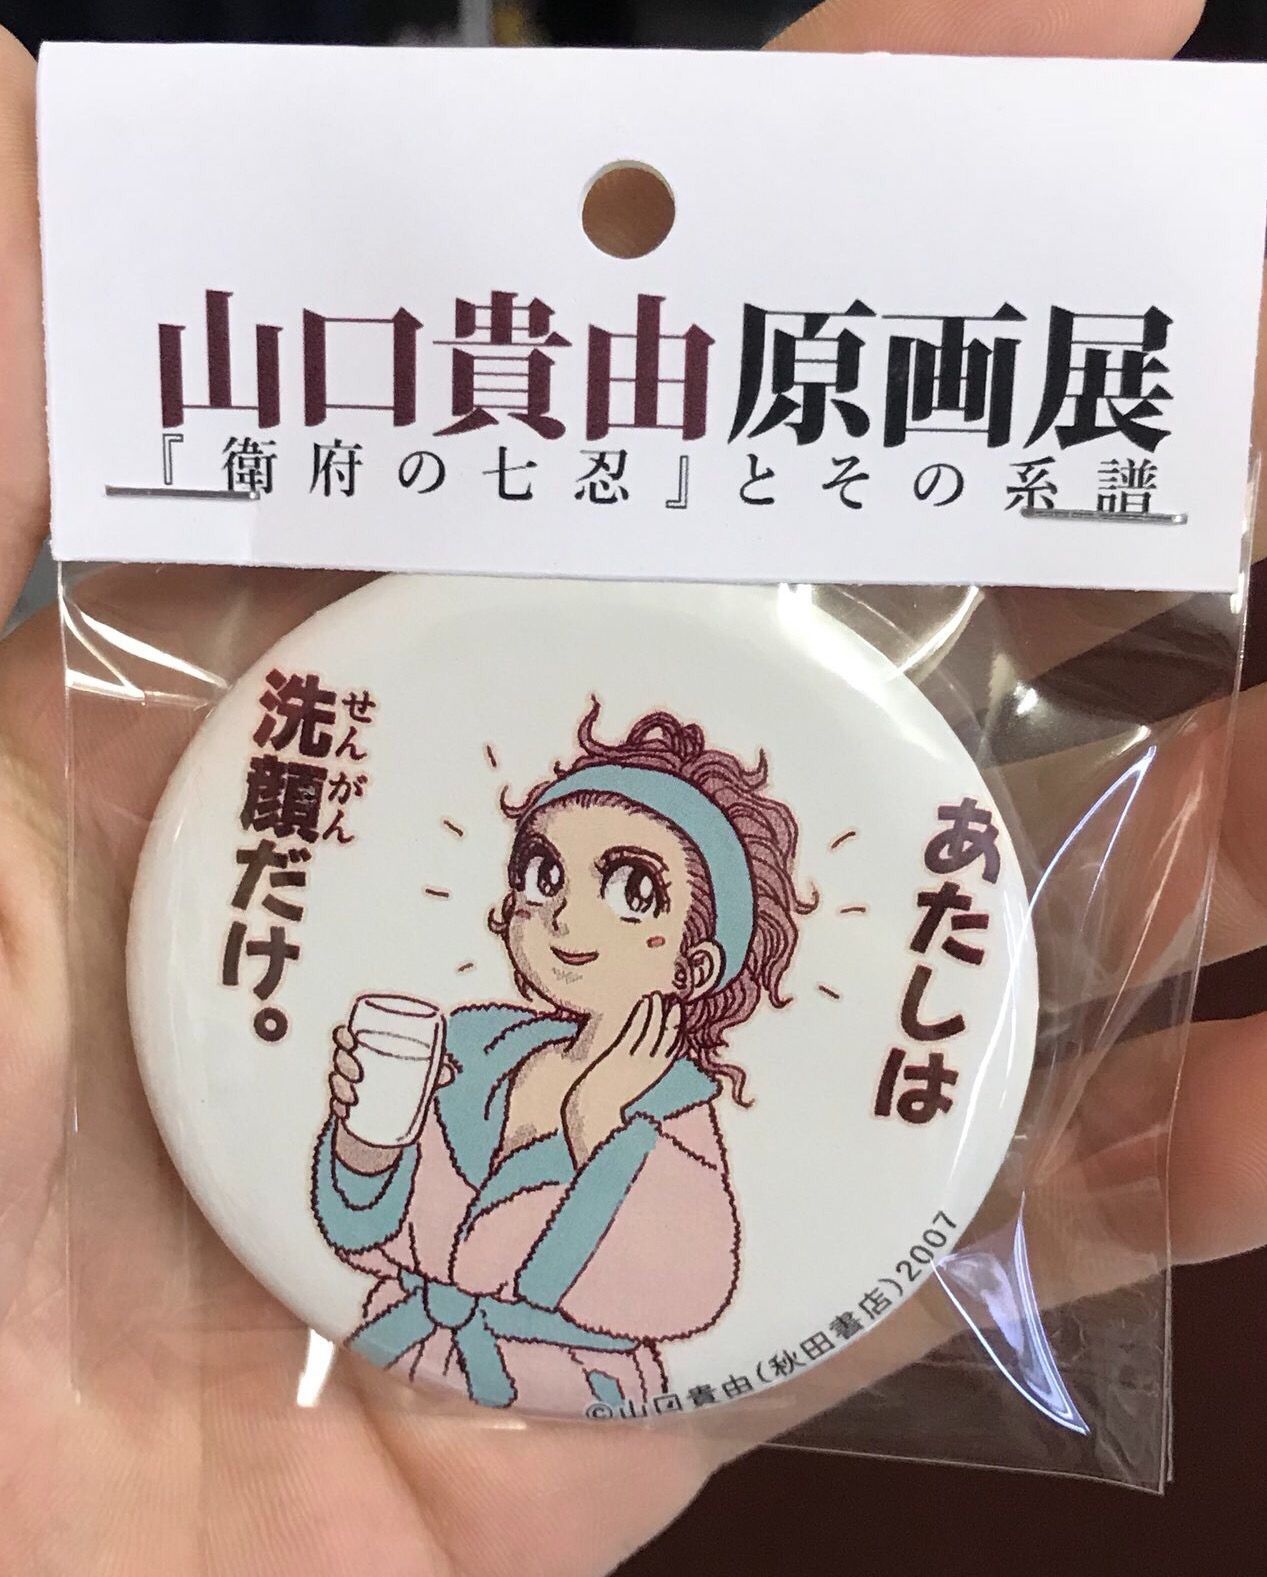 山口貴由原画展
『衛府の七忍』とその系譜
あたしは
洗顔だけ。
せんがん
©山口貴由(秋田書店)2007